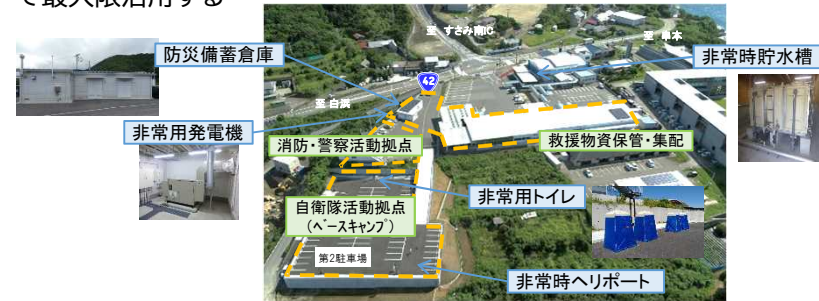 で最大限活用する
至 すさみ南IC
至 串本
防災備蓄倉庫
非常時貯水槽
42
至 白浜
非常用発電機
消防・警察活動拠点
救援物資保管・集配
非常用トイレ
自衛隊活動拠点
(ベースキャンプ)
第2駐車場
非常時ヘリポート